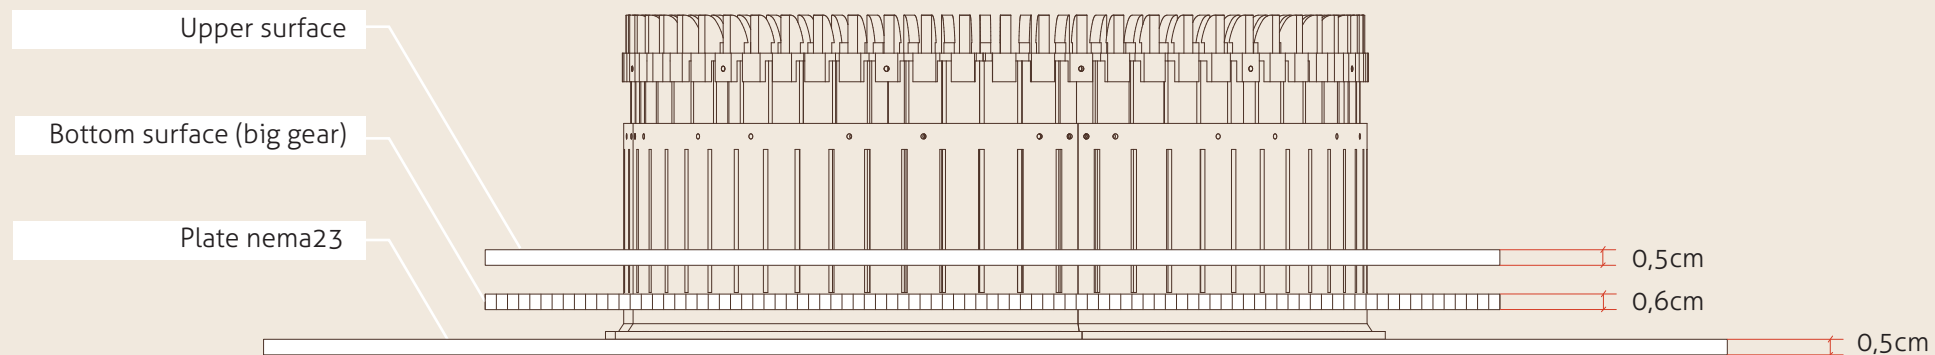 Upper surface
Bottom surface (big gear)
Plate nema23
0,5cm
0,6cm
0,5cm